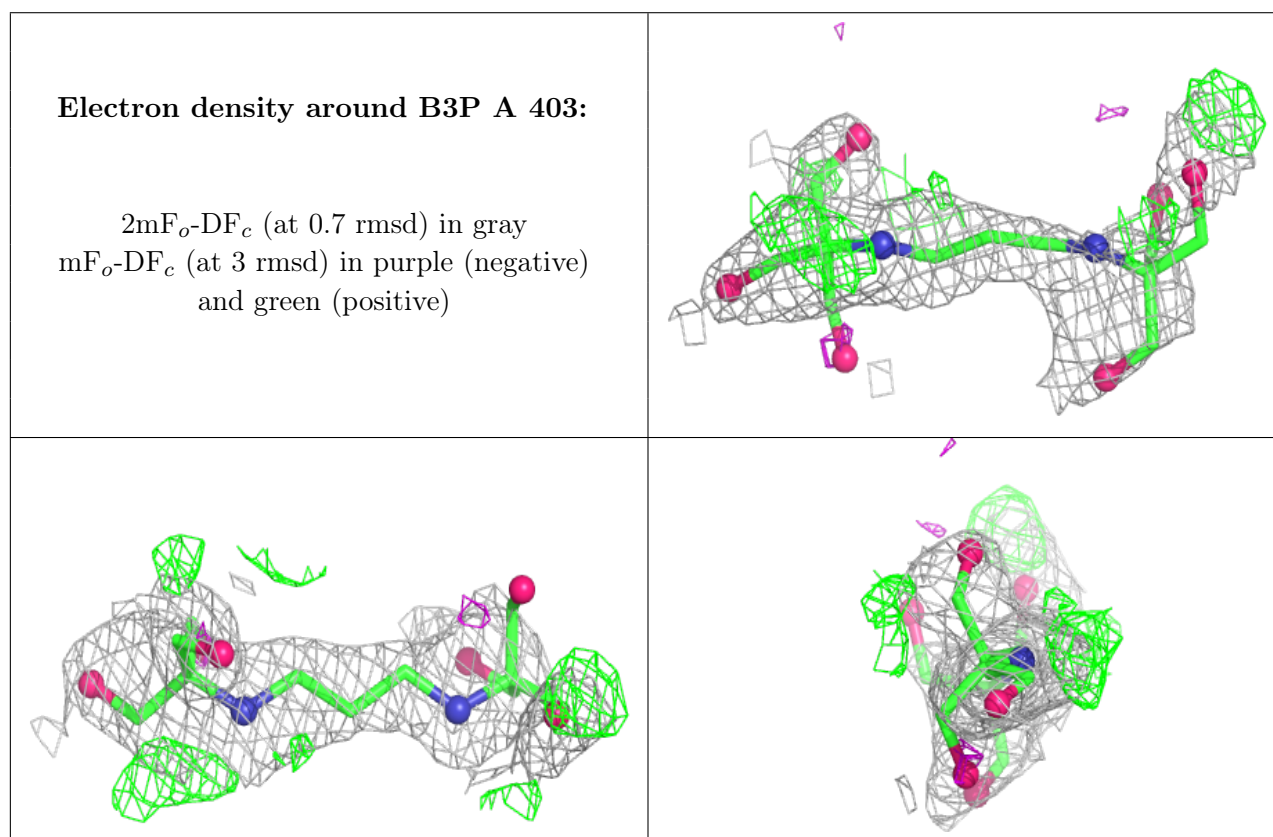 Electron density around B3P A 403:
2mFo-DFc (at 0.7 rmsd) in gray
mFo-DFc (at 3 rmsd) in purple (negative)
and green (positive)